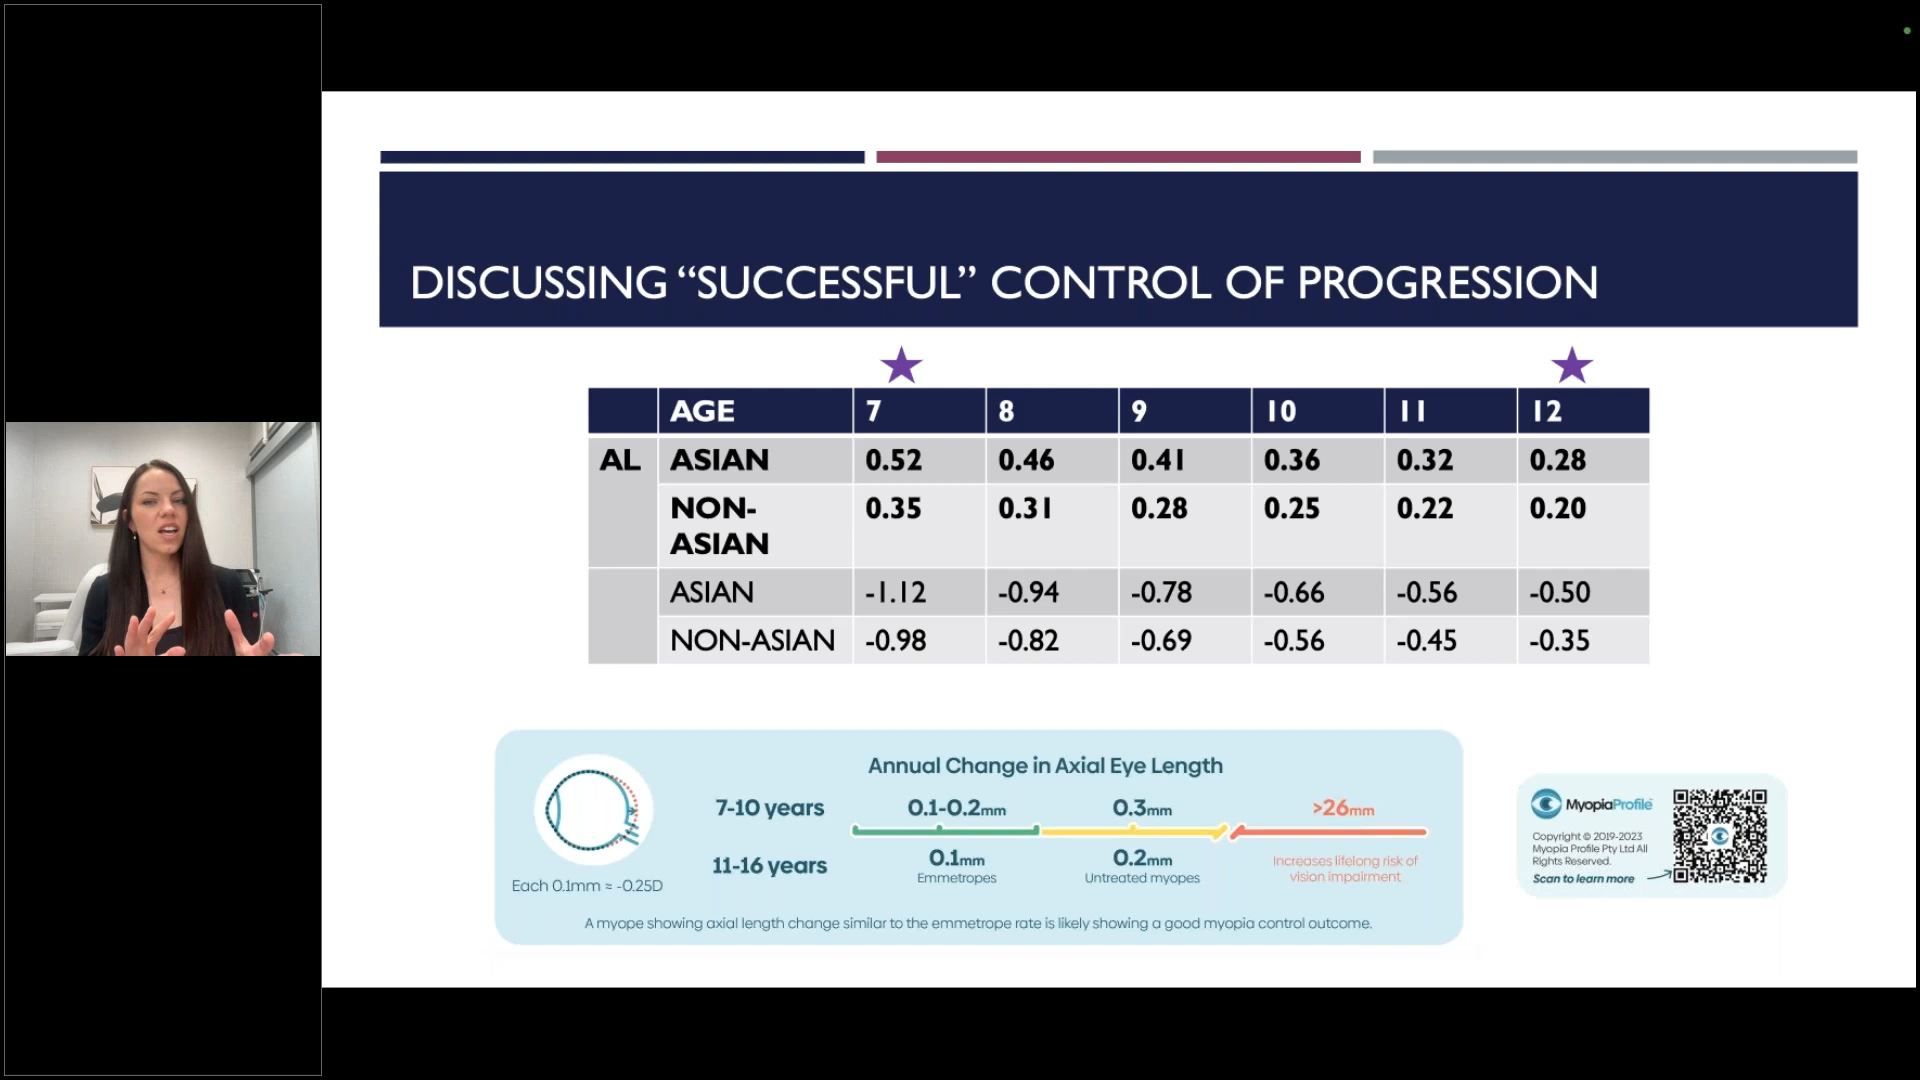 DISCUSSING “SUCCESSFUL” CONTROL OF PROGRESSION
AGE 7 8 9 10 11 12
AL ASIAN 0.52 0.46 0.41 0.36 0.32 0.28
NON- 0.35 0.31 0.28 0.25 0.22 0.20
ASIAN
ASIAN -1.12 -0.94 -0.78 -0.66 -0.56 -0.50
NON-ASIAN -0.98 -0.82 -0.69 -0.56 -0.45 -0.35
Annual Change in Axial Eye Length
7-10 years 0.1-0.2mm 0.3mm >26mm
11-16 years 0.1mm 0.2mm
Emmetropes Untreated myopes
Increases lifelong risk of
vision impairment
Each 0.1mm ≈ -0.25D
A myope showing axial length change similar to the emmetrope rate is likely showing a good myopia control outcome.
MyopiaProfile
Copyright © 2019-2023
Myopia Profile Pty Ltd All
Rights Reserved.
Scan to learn more